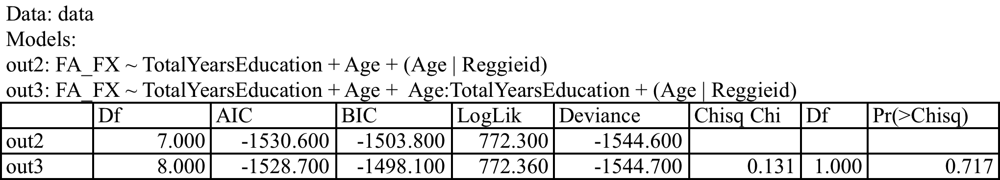 Data: data
Models:
out2: FA_FX ~ TotalYearsEducation + Age + (Age | Reggieid)
out3: FA_FX ~ TotalYearsEducation + Age +  Age:TotalYearsEducation + (Age | Reggieid)
Df AIC BIC LogLik Deviance Chisq Chi Df Pr(>Chisq)
out2 7.000 -1530.600 -1503.800 772.300 -1544.600
out3 8.000 -1528.700 -1498.100 772.360 -1544.700 0.131 1.000 0.717